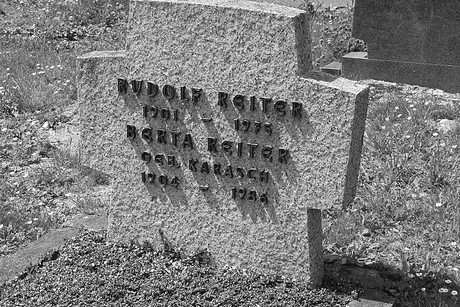 RUDOLF REITER
1901 – 1975
BERTA REITER
GEB. KARASCH
1904 – 1986